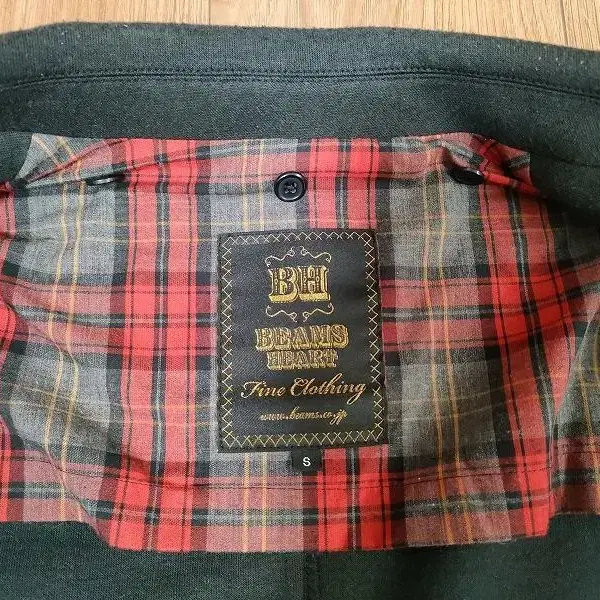 BH
BEAMS
HEART
Fine Clothing
www.beams.co.jp
S